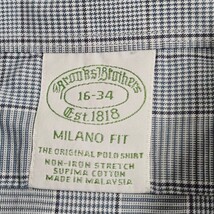 Brooks Brothers
16-34
Est. 1818
MILANO FIT
THE ORIGINAL POLO SHIRT
NON-IRON STRETCH
SUPIMA COTTON
MADE IN MALAYSIA